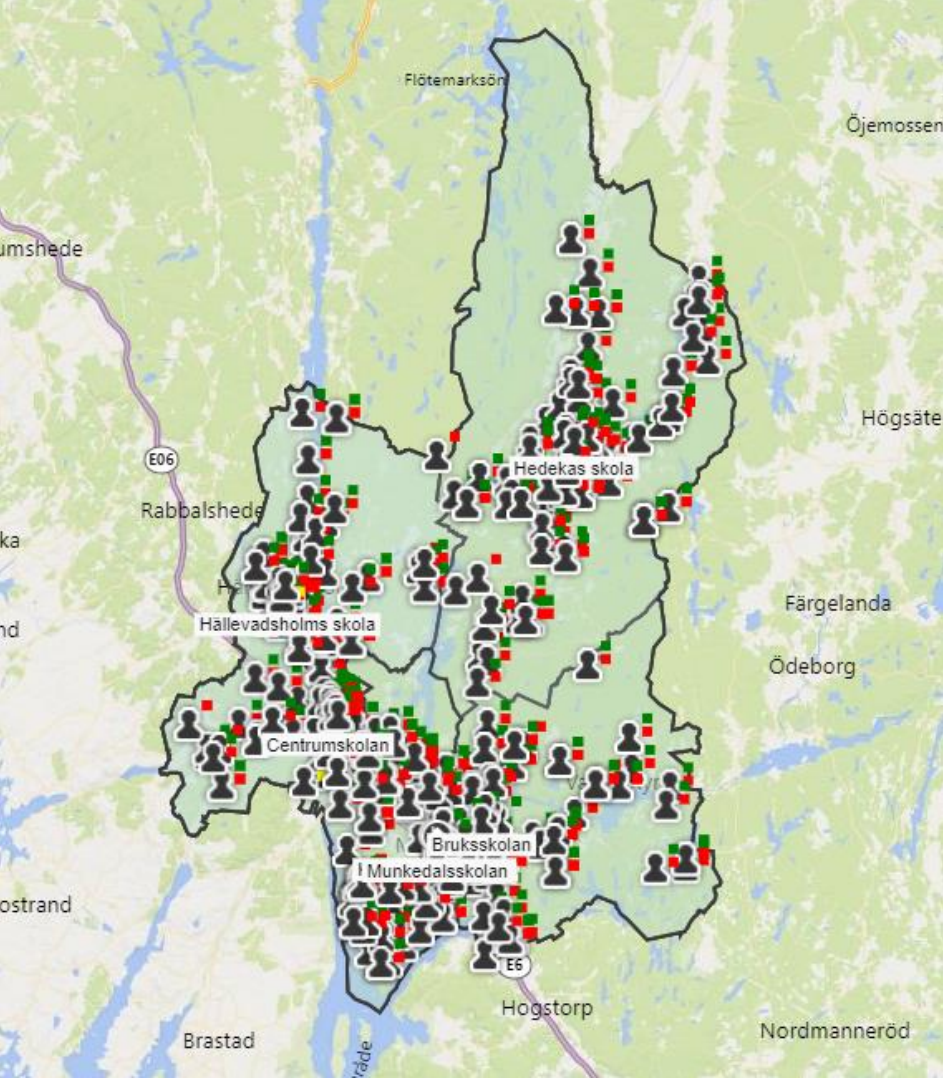 Flötemarksön
Öjemossen
umshede
Högsäte
E06
Hedekas skola
Rabbalshede
ka
Färgelanda
Hällevadsholms skola
nd
Ödeborg
Centrumskolan
Bruksskolan
Munkedalsskolan
ostrand
E6
Hogstorp
Nordmanneröd
Brastad
råde